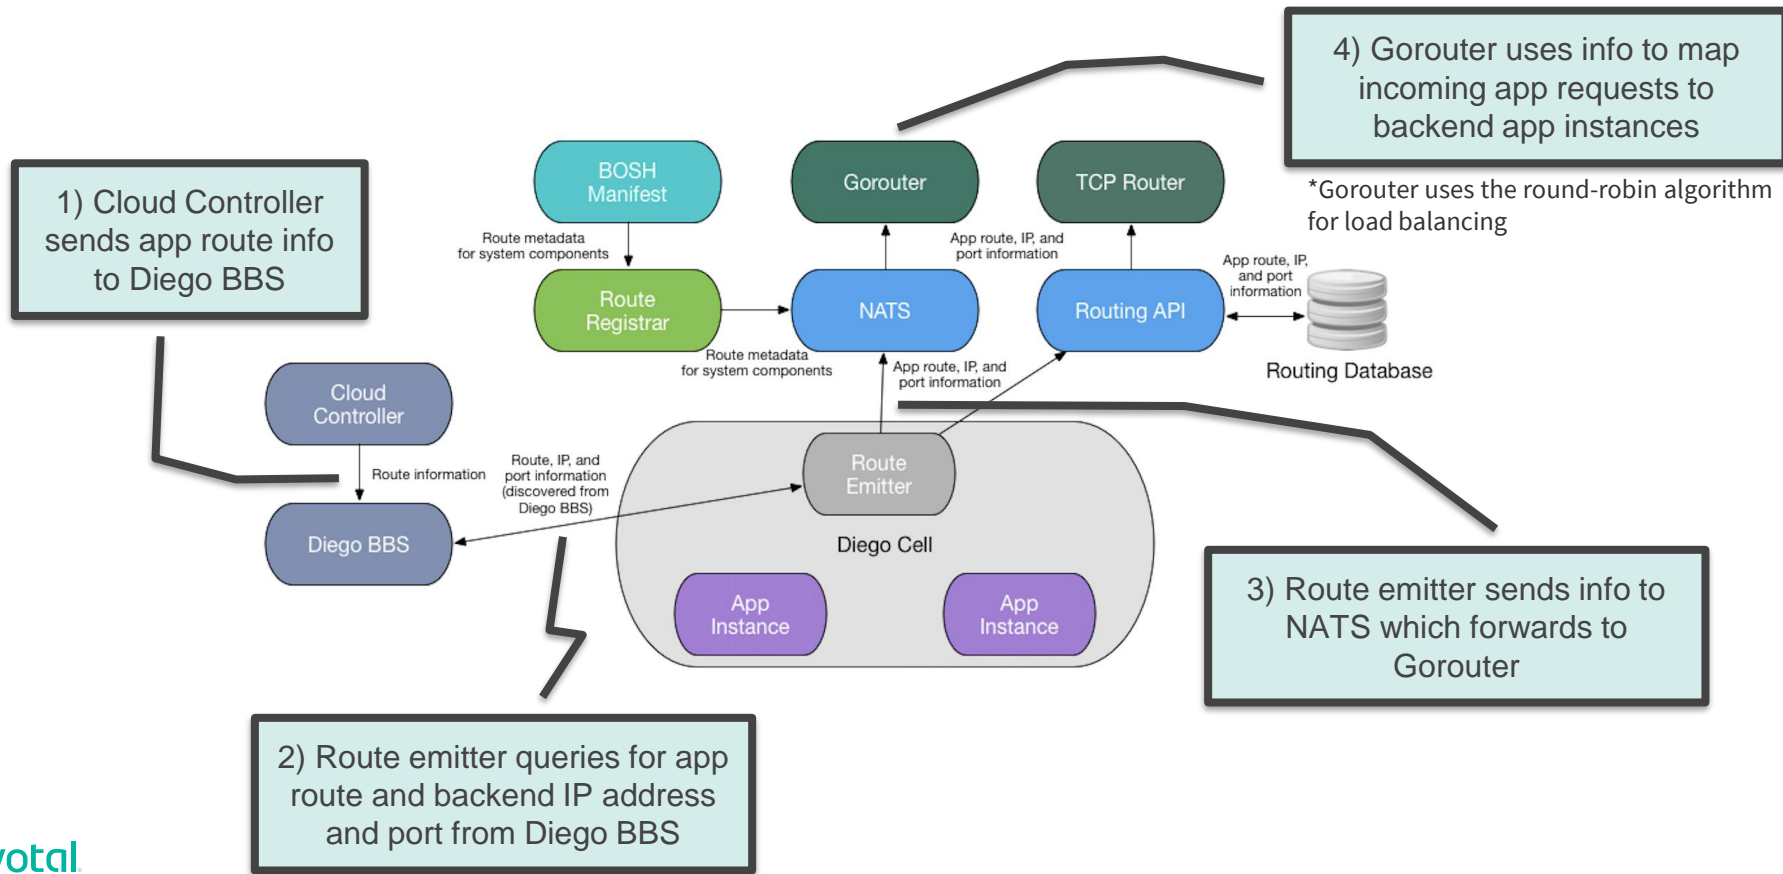 4) Gorouter uses info to map
incoming app requests to
backend app instances
*Gorouter uses the round-robin algorithm
for load balancing
1) Cloud Controller
sends app route info
to Diego BBS
BOSH
Manifest
Gorouter
TCP Router
Route metadata
for system components
App route, IP, and
port information
App route, IP,
and port
information
Route
Registrar
NATS
Routing API
Routing Database
Route metadata
for system components
App route, IP, and
port information
Cloud
Controller
Route information
Route, IP, and
port information
(discovered from
Diego BBS)
Route
Emitter
Diego BBS
Diego Cell
App
Instance
App
Instance
3) Route emitter sends info to
NATS which forwards to
Gorouter
2) Route emitter queries for app
route and backend IP address
and port from Diego BBS
votal